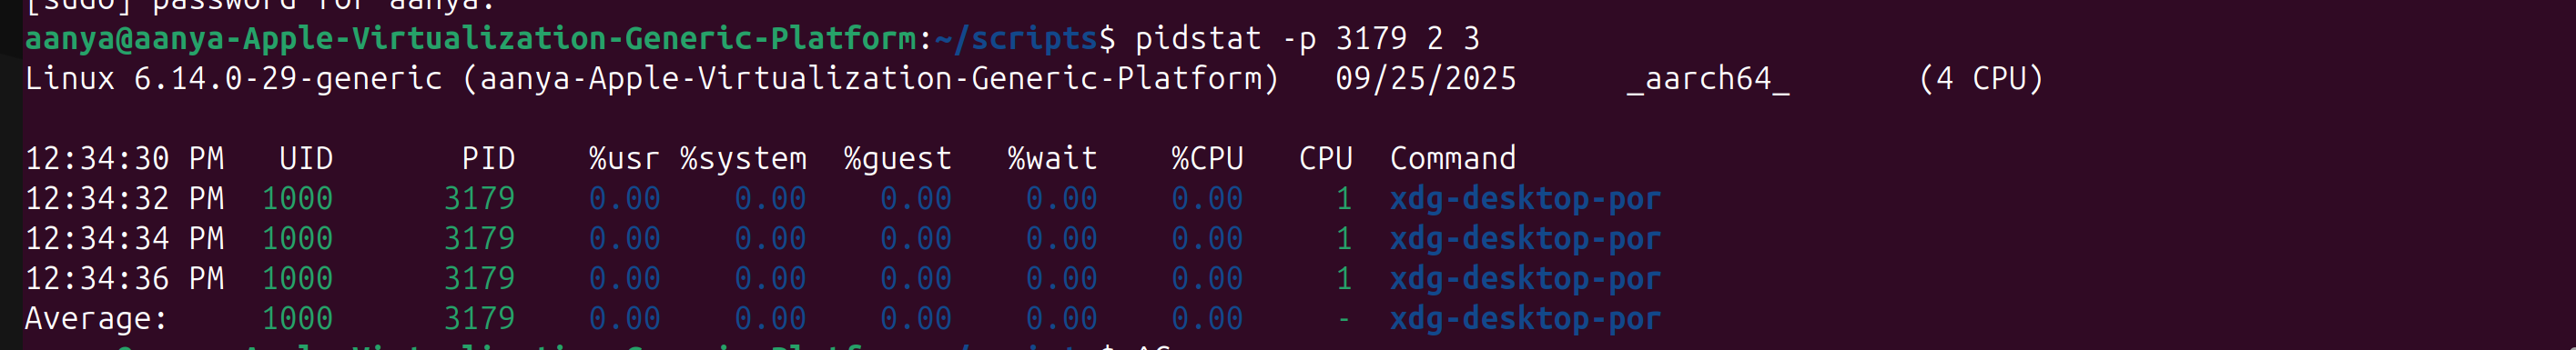 [sudo] password for aanya:
aanya@aanya-Apple-Virtualization-Generic-Platform:~/scripts$ pidstat -p 3179 2 3
Linux 6.14.0-29-generic (aanya-Apple-Virtualization-Generic-Platform) 09/25/2025 _aarch64_ (4 CPU)
12:34:30 PM UID PID %usr %system %guest %wait %CPU CPU Command
12:34:32 PM 1000 3179 0.00 0.00 0.00 0.00 0.00 1 xdg-desktop-por
12:34:34 PM 1000 3179 0.00 0.00 0.00 0.00 0.00 1 xdg-desktop-por
12:34:36 PM 1000 3179 0.00 0.00 0.00 0.00 0.00 1 xdg-desktop-por
Average: 1000 3179 0.00 0.00 0.00 0.00 0.00 - xdg-desktop-por